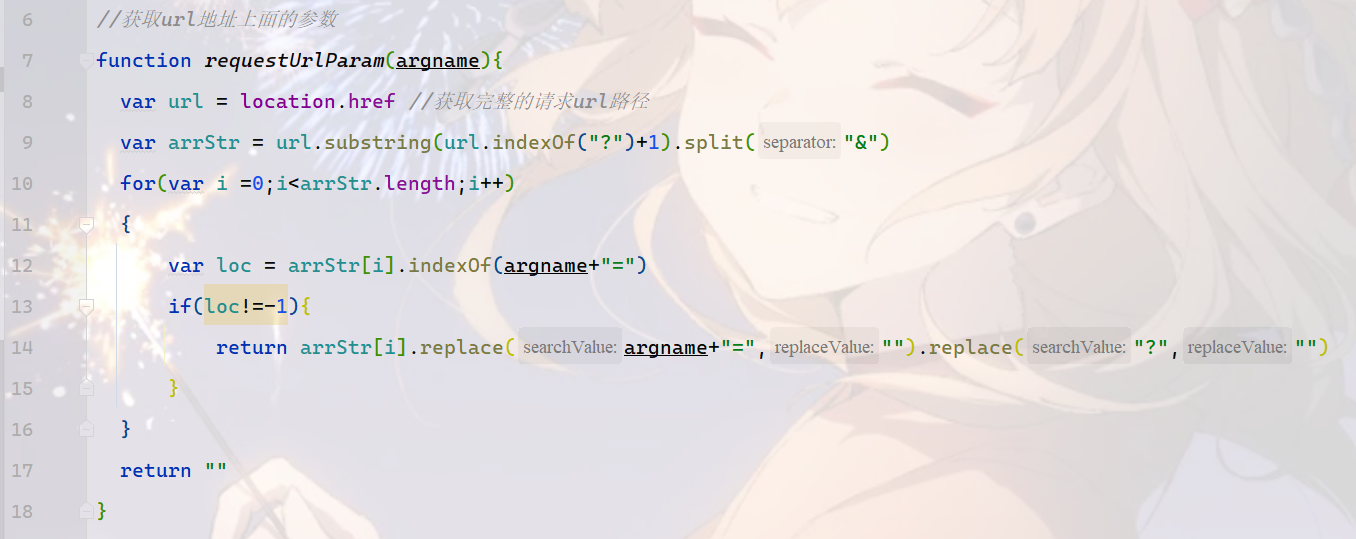 6 //获取url地址上面的参数
7 function requestUrlParam(argname){
8 var url = location.href //获取完整的请求url路径
9 var arrStr = url.substring(url.indexOf("?")+1).split( separator: "&")
10 for(var i =0;i<arrStr.length;i++)
11 {
12 var loc = arrStr[i].indexOf(argname+"=")
13 if(loc!=-1){
14 return arrStr[i].replace( searchValue: argname+"=", replaceValue: "").replace( searchValue: "?", replaceValue: "")
15 }
16 }
17 return ""
18 }